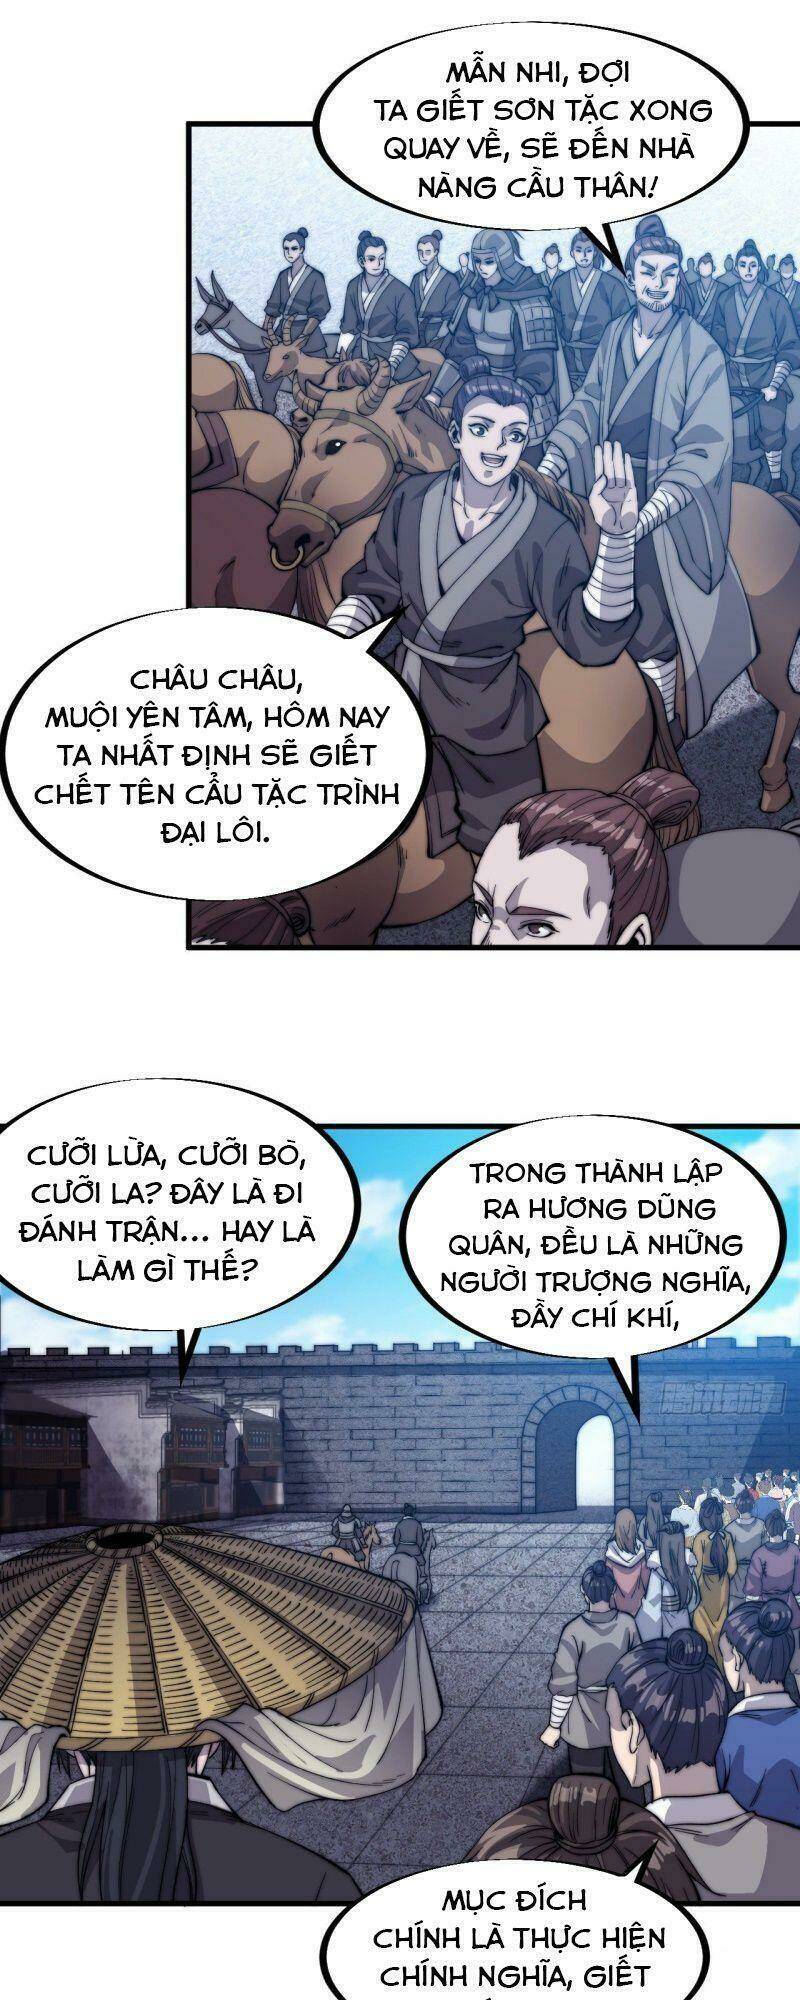 MẪN NHI, ĐỢI
TA GIẾT SƠN TẶC XONG
QUAY VỀ, SẼ ĐẾN NHÀ
NÀNG CẦU THÂN!
CHÂU CHÂU,
MUỘI YÊN TÂM, HÔM NAY
TA NHẤT ĐỊNH SẼ GIẾT
CHẾT TÊN CẨU TẶC TRÌNH
ĐẠI LÔI.
CƯỠI LỪA, CƯỠI BÒ,
CƯỠI LA? ĐÂY LÀ ĐI
ĐÁNH TRẬN... HAY LÀ
LÀM GÌ THẾ?
TRONG THÀNH LẬP
RA HƯƠNG DŨNG
QUÂN, ĐỀU LÀ NHỮNG
NGƯỜI TRƯỢNG NGHĨA,
ĐẦY CHÍ KHÍ,
MỤC ĐÍCH
CHÍNH LÀ THỰC HIỆN
CHÍNH NGHĨA, GIẾT